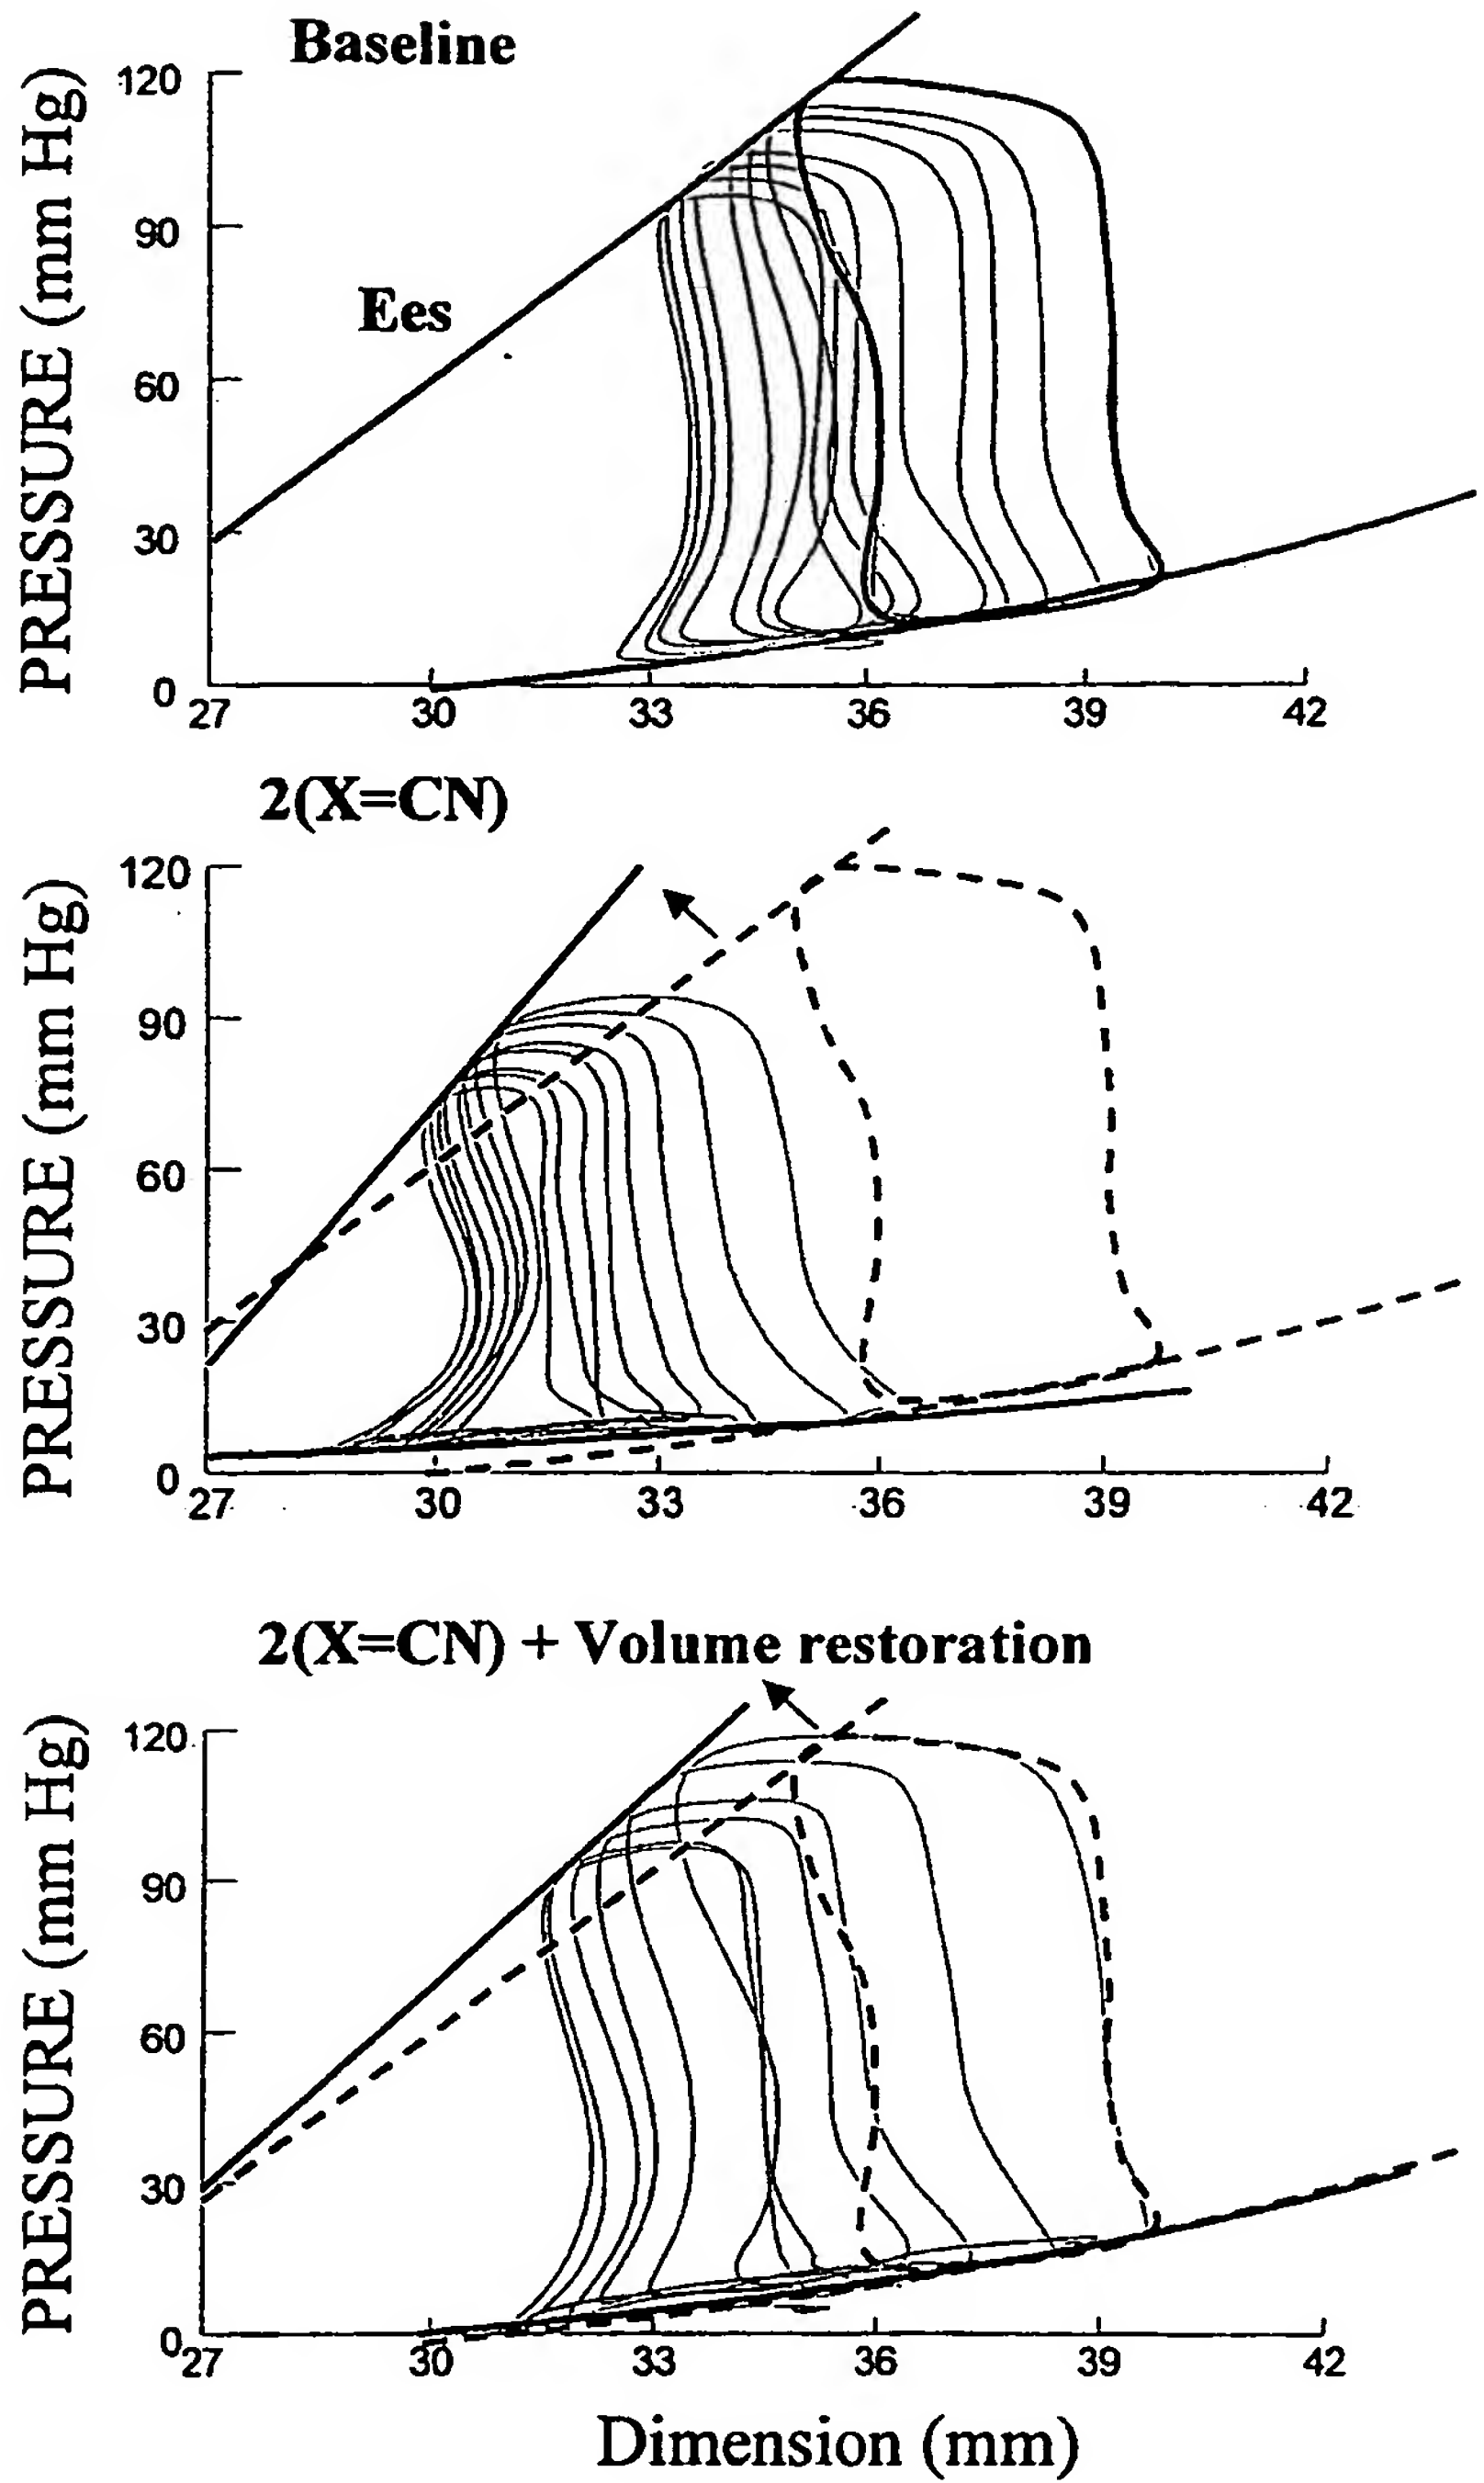 Baseline
120
90
60
30
0
PRESSURE (mm Hg)
Ees
27 30 33 36 39 42
2(X=CN)
120
90
60
30
0
PRESSURE (mm Hg)
27 30 33 36 39 42
2(X=CN) + Volume restoration
120
90
60
30
0
PRESSURE (mm Hg)
27 30 33 36 39 42
Dimension (mm)